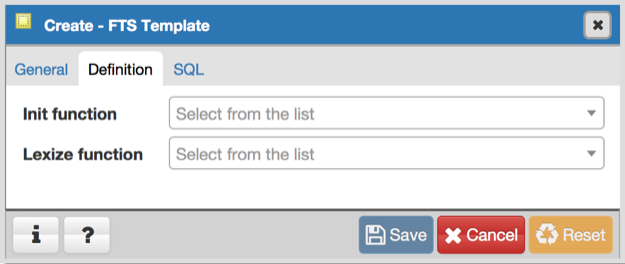 Create - FTS Template
General Definition SQL
Init function Select from the list
Lexize function Select from the list
i ? Save Cancel Reset